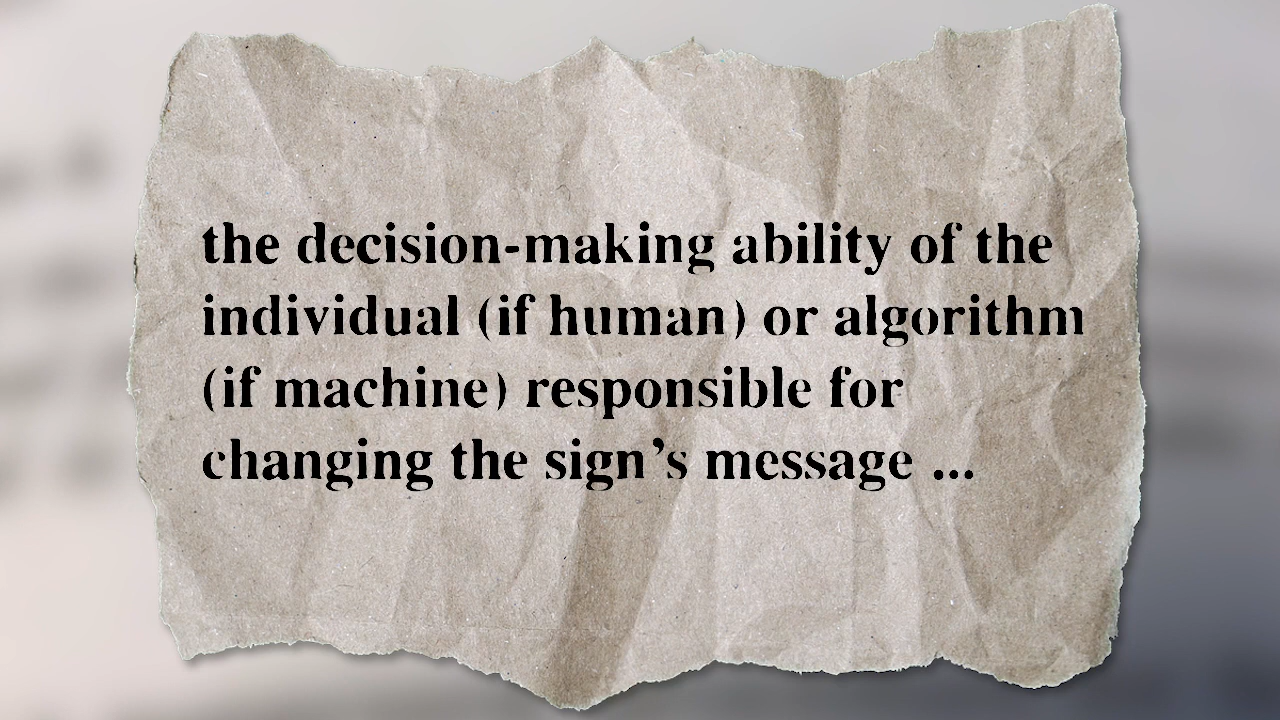 the decision-making ability of the
individual (if human) or algorithm
(if machine) responsible for
changing the sign’s message ...